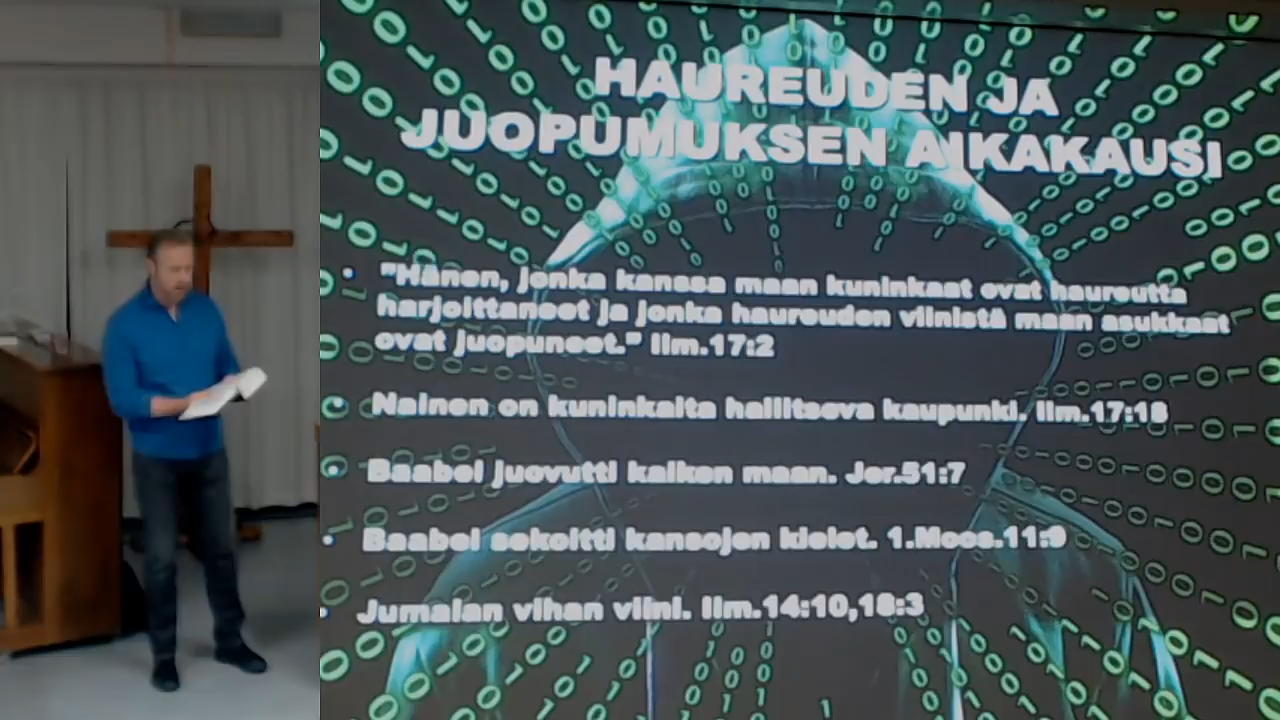 HAUREUDEN JA
JUOPUMUKSEN AIKAKAUSI
• "Hänen, jonka kanssa maan kuninkaat ovat haureutta
harjoittaneet ja jonka haureuden viinistä maan asukkaat
ovat juopuneet." Ilm.17:2
• Nainen on kuninkaita hallitseva kaupunki. Ilm.17:18
• Baabel juovutti kaiken maan. Jer.51:7
• Baabel sekoitti kansojen kielet. 1.Moos.11:9
• Jumalan vihan viini. Ilm.14:10,18:3